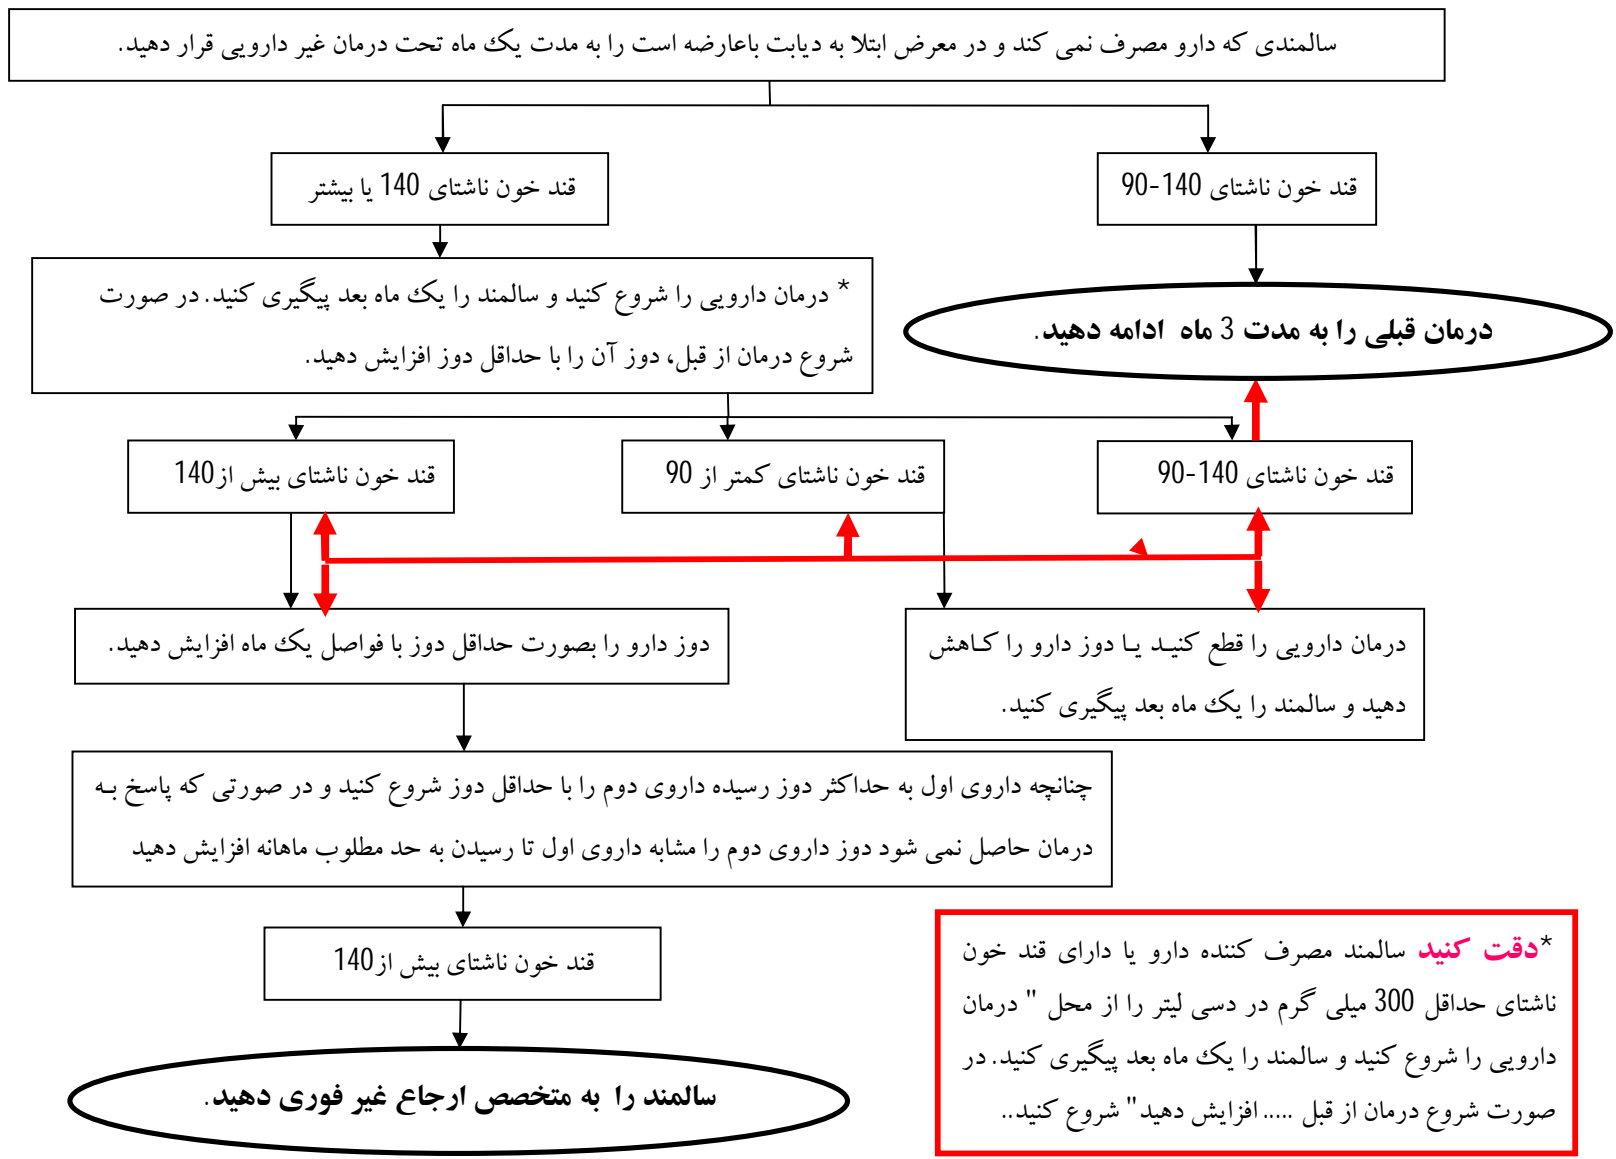 سالمندی که دارو مصرف نمی کند و در معرض ابتلا به دیابت باعارضه است را به مدت یک ماه تحت درمان غیر دارویی قرار دهید.
قند خون ناشتای 140-90
قند خون ناشتای 140 یا بیشتر
درمان قبلی را به مدت 3 ماه ادامه دهید.
* درمان دارویی را شروع کنید و سالمند را یک ماه بعد پیگیری کنید. در صورت
شروع درمان از قبل، دوز آن را با حداقل دوز افزایش دهید.
قند خون ناشتای 140-90
قند خون ناشتای کمتر از 90
قند خون ناشتای بیش از140
درمان دارویی را قطع کنیـد یـا دوز دارو را کـاهش
دهید و سالمند را یک ماه بعد پیگیری کنید.
دوز دارو را بصورت حداقل دوز با فواصل یک ماه افزایش دهید.
چنانچه داروی اول به حداکثر دوز رسیده داروی دوم را با حداقل دوز شروع کنید و در صورتی که پاسخ بـه
درمان حاصل نمی شود دوز داروی دوم را مشابه داروی اول تا رسیدن به حد مطلوب ماهانه افزایش دهید
قند خون ناشتای بیش از140
سالمند را به متخصص ارجاع غیر فوری دهید.
*دقت کنید سالمند مصرف کننده دارو یا دارای قند خون
ناشتای حداقل 300 میلی گرم در دسی لیتر را از محل " درمان
دارویی را شروع کنید و سالمند را یک ماه بعد پیگیری کنید. در
صورت شروع درمان از قبل ..... افزایش دهید" شروع کنید..